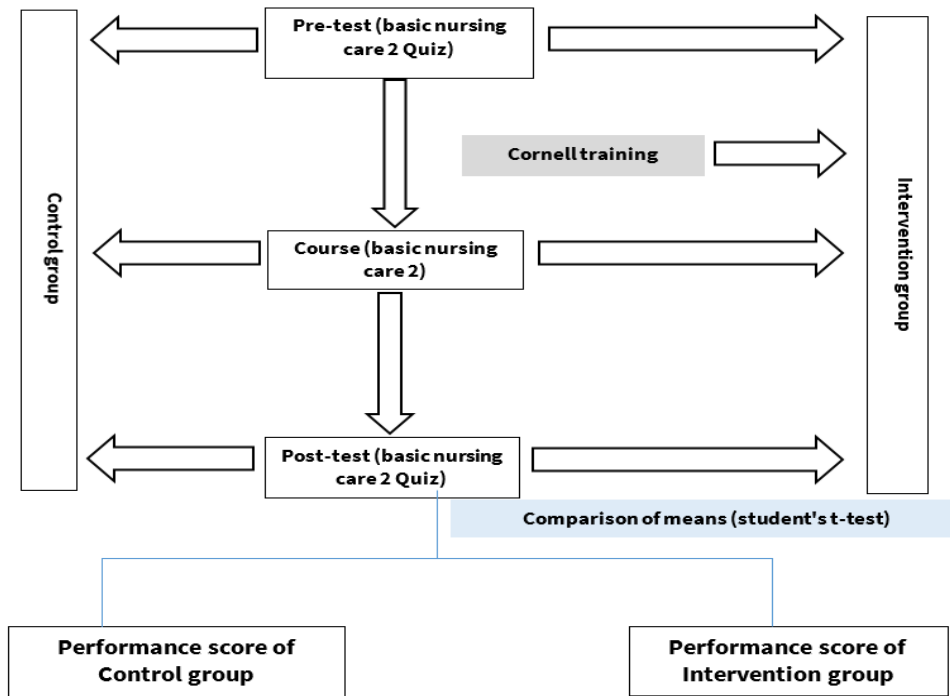 Pre-test (basic nursing
care 2 Quiz)
Cornell training
Control group
Intervention group
Course (basic nursing
care 2)
Post-test (basic nursing
care 2 Quiz)
Comparison of means (student's t-test)
Performance score of
Control group
Performance score of
Intervention group